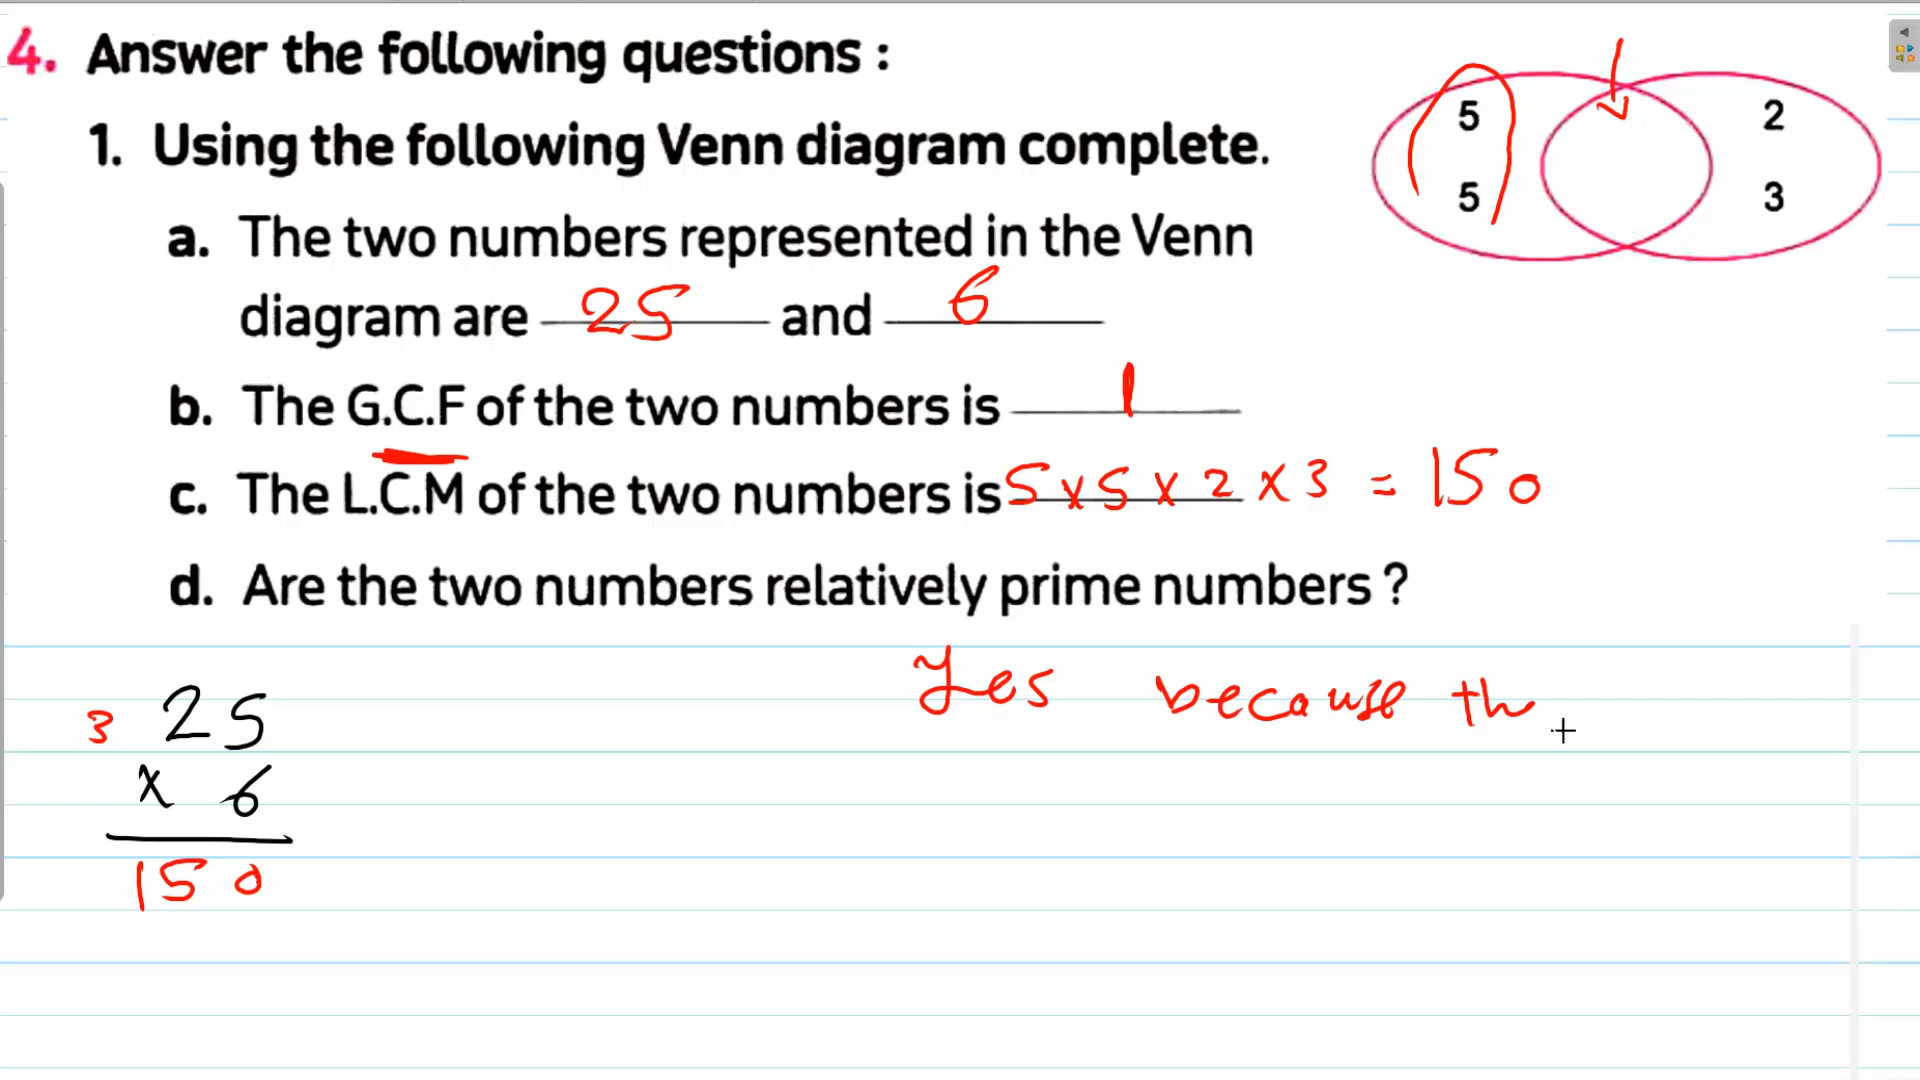 4. Answer the following questions :
1. Using the following Venn diagram complete.
5 2
5 3
a. The two numbers represented in the Venn
diagram are 25 and 6
b. The G.C.F of the two numbers is 1
c. The L.C.M of the two numbers is 5 x 5 x 2 x 3 = 150
d. Are the two numbers relatively prime numbers ?
Yes because the
3 25
x 6
150